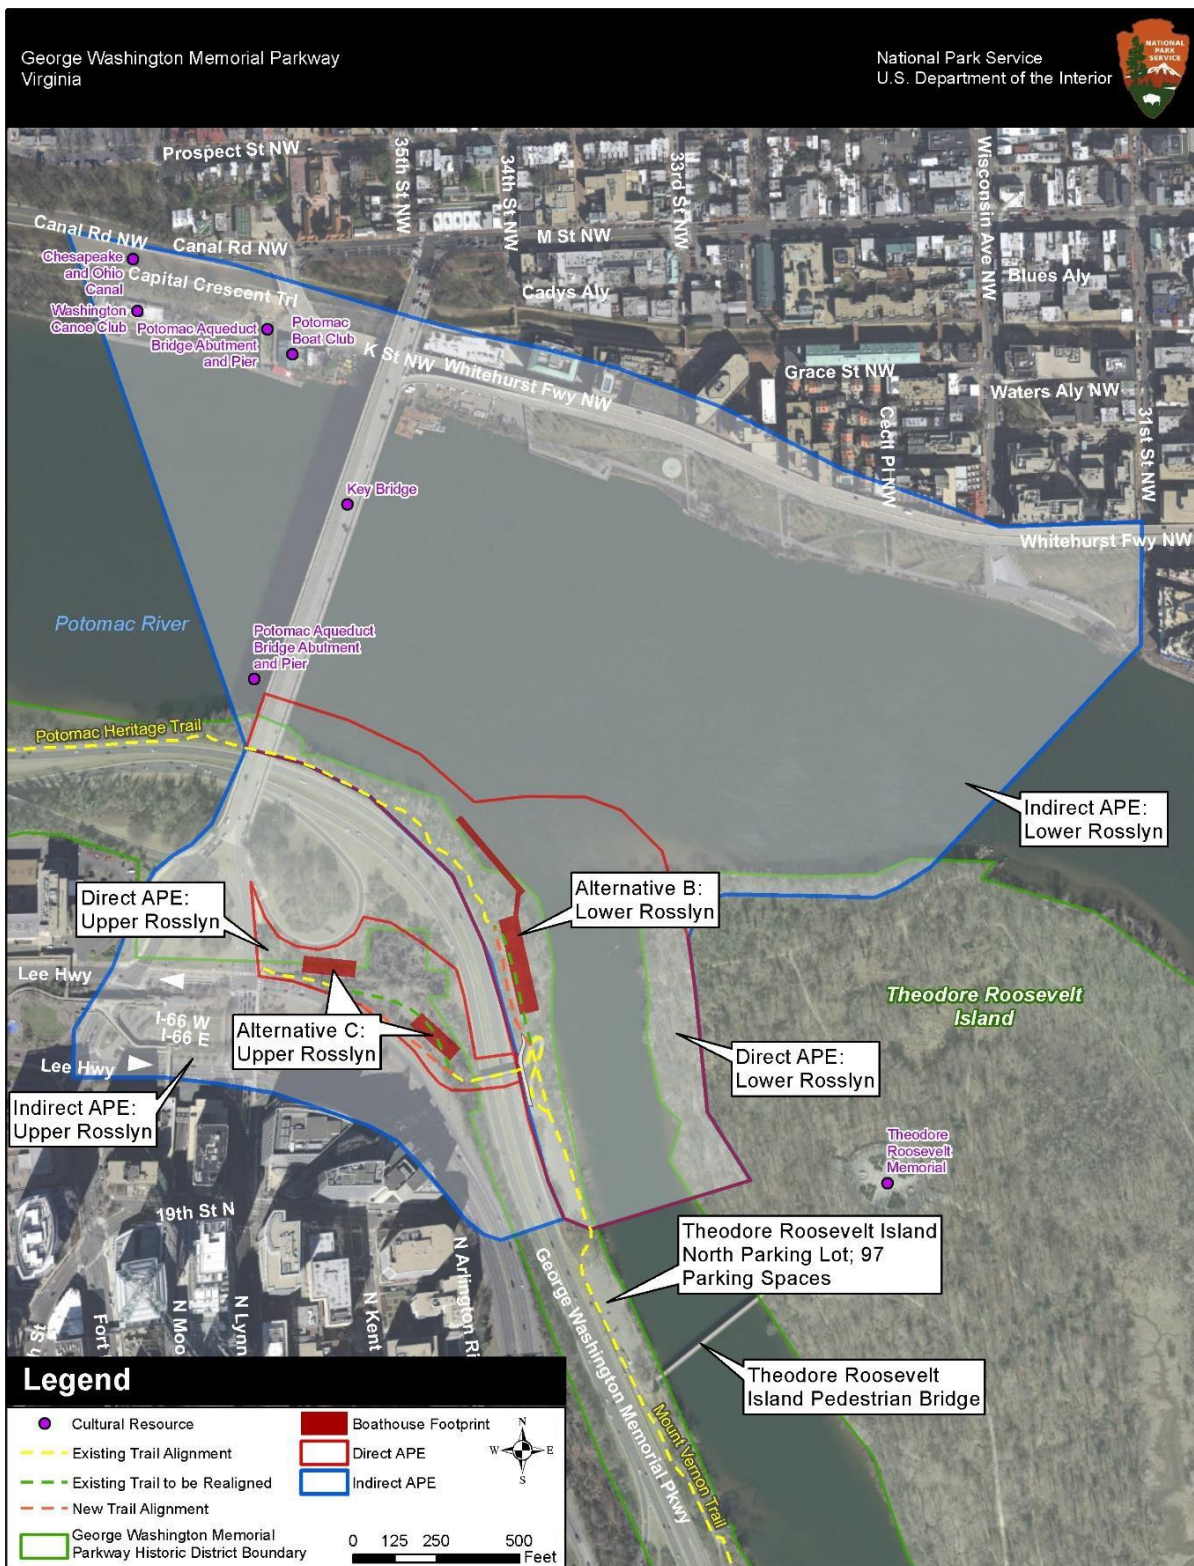 George Washington Memorial Parkway
Virginia
National Park Service
U.S. Department of the Interior
NATIONAL
PARK
SERVICE
Prospect St NW
35th St NW
34th St NW
33rd St NW
Wisconsin Ave NW
Canal Rd NW
Canal Rd NW
M St NW
Chesapeake
and Ohio
Canal
Capital Crescent Trl
Cadys Aly
Blues Aly
Washington
Canoe Club
Potomac Aqueduct
Bridge Abutment
and Pier
Potomac
Boat Club
K St NW
Whitehurst Fwy NW
Grace St NW
Waters Aly NW
Cecil Pl NW
31st St NW
Key Bridge
Whitehurst Fwy NW
Potomac River
Potomac Aqueduct
Bridge Abutment
and Pier
Potomac Heritage Trail
Indirect APE:
Lower Rosslyn
Direct APE:
Upper Rosslyn
Alternative B:
Lower Rosslyn
Lee Hwy
I-66 W
I-66 E
Alternative C:
Upper Rosslyn
Theodore Roosevelt
Island
Lee Hwy
Direct APE:
Lower Rosslyn
Indirect APE:
Upper Rosslyn
Theodore
Roosevelt
Memorial
19th St N
Theodore Roosevelt Island
North Parking Lot; 97
Parking Spaces
h St
Fort
N Moo
N Lynn
N Kent
N Arlington Ri
George Washington Memorial Pkwy
Theodore Roosevelt
Island Pedestrian Bridge
Mount Vernon Trail
Legend
Cultural Resource
Existing Trail Alignment
Existing Trail to be Realigned
New Trail Alignment
George Washington Memorial
Parkway Historic District Boundary
Boathouse Footprint
Direct APE
Indirect APE
N
W E
S
0 125 250 500
Feet